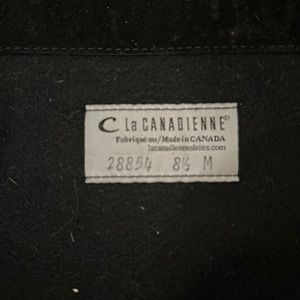 C La CANADIENNE®
Fabriqué au/Made in CANADA
lacanadienneshoes.com
28854 8½ M